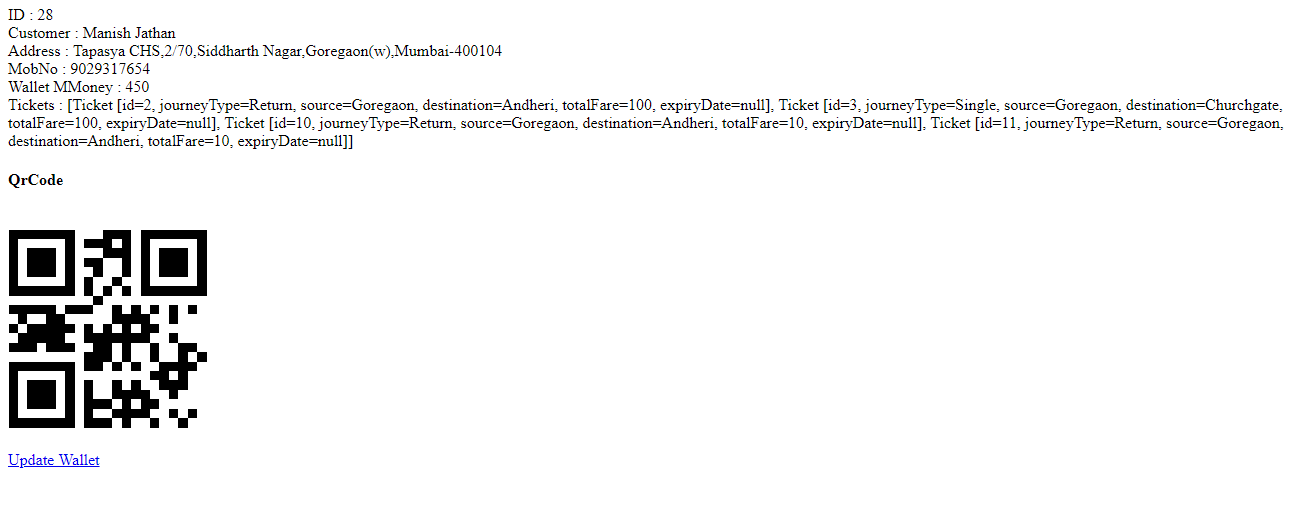 ID : 28
Customer : Manish Jathan
Address : Tapasya CHS,2/70,Siddharth Nagar,Goregaon(w),Mumbai-400104
MobNo : 9029317654
Wallet MMoney : 450
Tickets : [Ticket [id=2, journeyType=Return, source=Goregaon, destination=Andheri, totalFare=100, expiryDate=null], Ticket [id=3, journeyType=Single, source=Goregaon, destination=Churchgate,
totalFare=100, expiryDate=null], Ticket [id=10, journeyType=Return, source=Goregaon, destination=Andheri, totalFare=10, expiryDate=null], Ticket [id=11, journeyType=Return, source=Goregaon,
destination=Andheri, totalFare=10, expiryDate=null]]
QrCode
Update Wallet